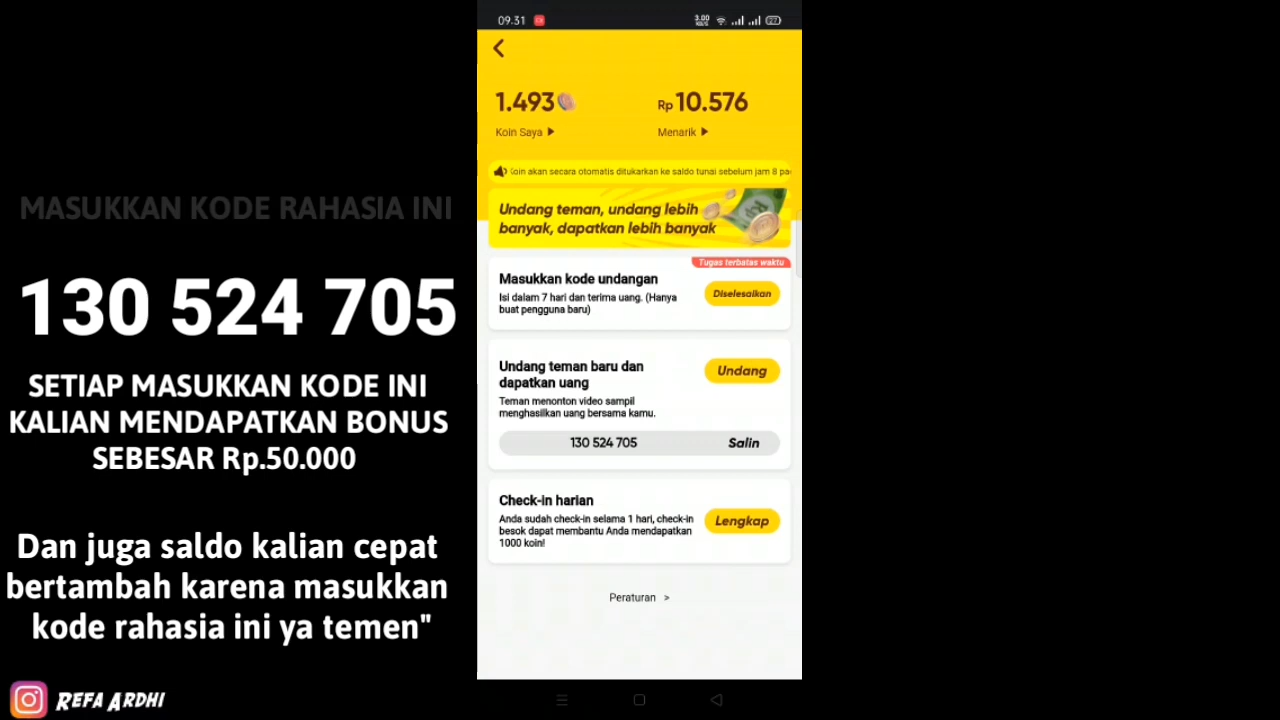 MASUKKAN KODE RAHASIA INI
130 524 705
SETIAP MASUKKAN KODE INI
KALIAN MENDAPATKAN BONUS
SEBESAR Rp.50.000
Dan juga saldo kalian cepat
bertambah karena masukkan
kode rahasia ini ya temen"
REFA ARDHI
09.31
3.00
KB/S
27
1.493
Rp 10.576
Koin Saya
Menarik
Koin akan secara otomatis ditukarkan ke saldo tunai sebelum jam 8 pa
Undang teman, undang lebih
banyak, dapatkan lebih banyak
Tugas terbatas waktu
Masukkan kode undangan
Isi dalam 7 hari dan terima uang. (Hanya
buat pengguna baru)
Diselesaikan
Undang teman baru dan
dapatkan uang
Undang
Teman menonton video sampil
menghasilkan uang bersama kamu.
130 524 705 Salin
Check-in harian
Anda sudah check-in selama 1 hari, check-in
besok dapat membantu Anda mendapatkan
1000 koin!
Lengkap
Peraturan >